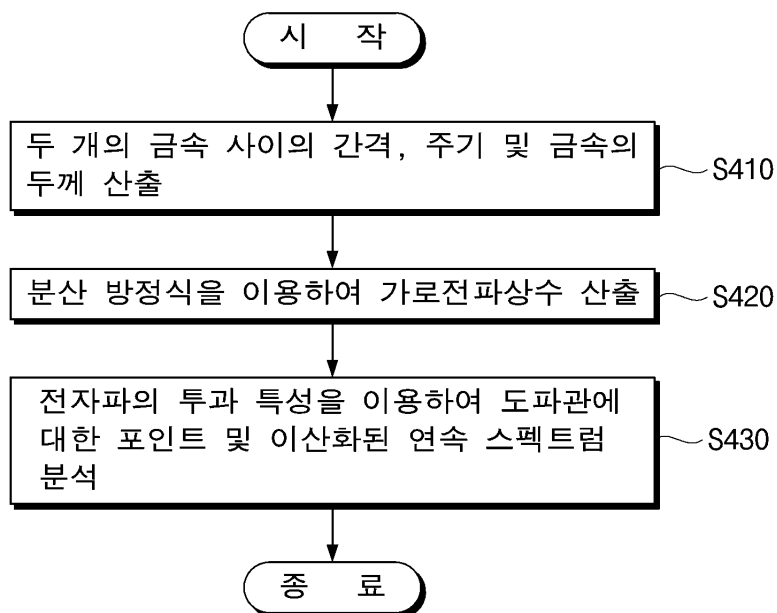 시 작
두 개의 금속 사이의 간격, 주기 및 금속의
두께 산출
S410
분산 방정식을 이용하여 가로전파상수 산출
S420
전자파의 투과 특성을 이용하여 도파관에
대한 포인트 및 이산화된 연속 스펙트럼
분석
S430
종 료